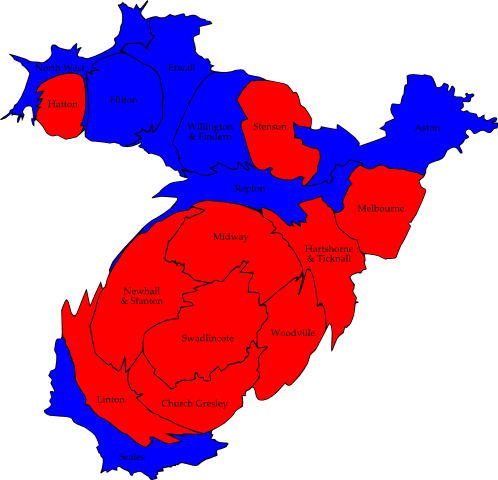 Etwall
North West
Hilton
Hatton
Willington
& Findern
Stenson
Aston
Repton
Melbourne
Midway
Hartshorne
& Ticknall
Newhall
& Stanton
Swadlincote
Woodville
Linton
Church Gresley
Seales